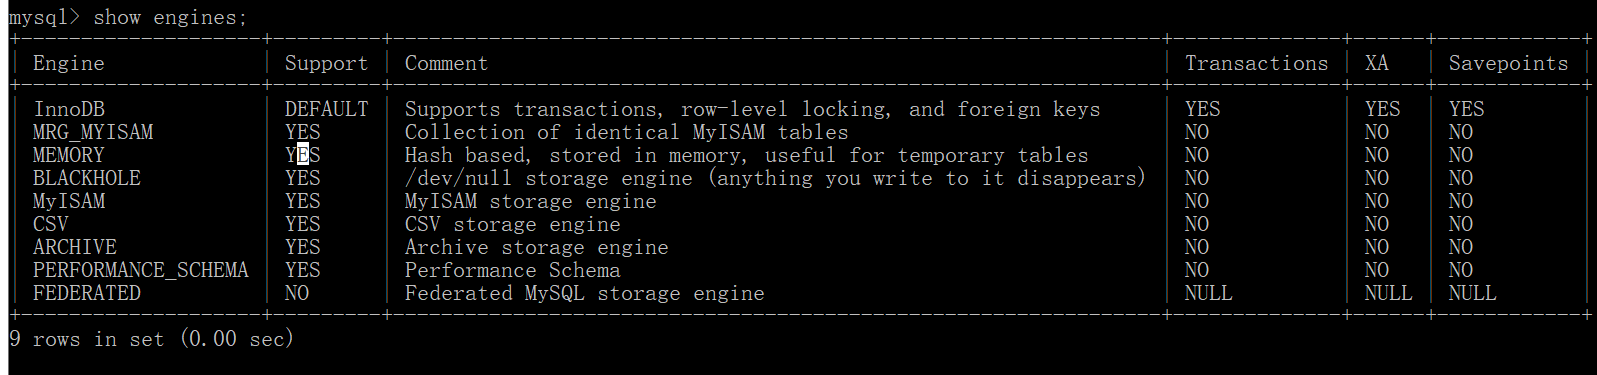 mysql> show engines;
+--------------------+---------+----------------------------------------------------------------+--------------+------+------------+
| Engine | Support | Comment | Transactions | XA | Savepoints |
+--------------------+---------+----------------------------------------------------------------+--------------+------+------------+
| InnoDB | DEFAULT | Supports transactions, row-level locking, and foreign keys | YES | YES | YES |
| MRG_MYISAM | YES | Collection of identical MyISAM tables | NO | NO | NO |
| MEMORY | YES | Hash based, stored in memory, useful for temporary tables | NO | NO | NO |
| BLACKHOLE | YES | /dev/null storage engine (anything you write to it disappears) | NO | NO | NO |
| MyISAM | YES | MyISAM storage engine | NO | NO | NO |
| CSV | YES | CSV storage engine | NO | NO | NO |
| ARCHIVE | YES | Archive storage engine | NO | NO | NO |
| PERFORMANCE_SCHEMA | YES | Performance Schema | NO | NO | NO |
| FEDERATED | NO | Federated MySQL storage engine | NULL | NULL | NULL |
+--------------------+---------+----------------------------------------------------------------+--------------+------+------------+
9 rows in set (0.00 sec)